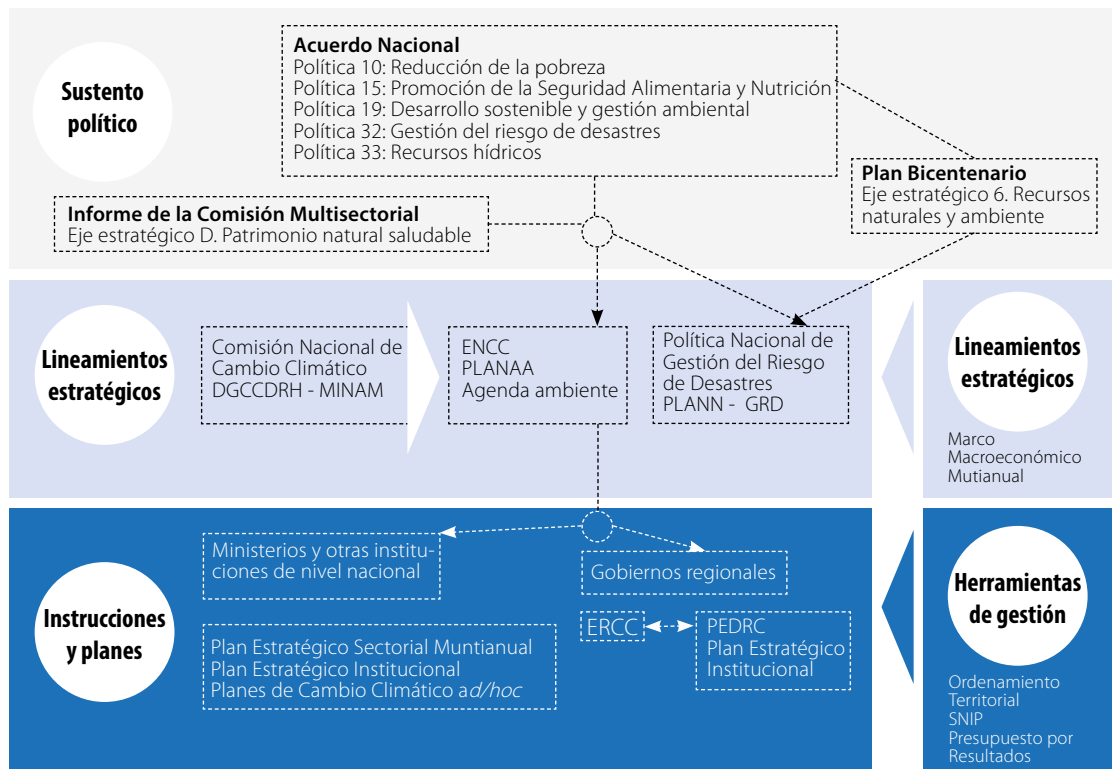 Sustento
político
Acuerdo Nacional
Política 10: Reducción de la pobreza
Política 15: Promoción de la Seguridad Alimentaria y Nutrición
Política 19: Desarrollo sostenible y gestión ambiental
Política 32: Gestión del riesgo de desastres
Política 33: Recursos hídricos
Plan Bicentenario
Eje estratégico 6. Recursos
naturales y ambiente
Informe de la Comisión Multisectorial
Eje estratégico D. Patrimonio natural saludable
Lineamientos
estratégicos
Comisión Nacional de
Cambio Climático
DGCCDRH - MINAM
ENCC
PLANAA
Agenda ambiente
Política Nacional de
Gestión del Riesgo
de Desastres
PLANN - GRD
Lineamientos
estratégicos
Marco
Macroeconómico
Mutianual
Instrucciones
y planes
Ministerios y otras institu-
ciones de nivel nacional
Gobiernos regionales
Plan Estratégico Sectorial Muntianual
Plan Estratégico Institucional
Planes de Cambio Climático ad/hoc
ERCC
PEDRC
Plan Estratégico
Institucional
Herramientas
de gestión
Ordenamiento
Territorial
SNIP
Presupuesto por
Resultados